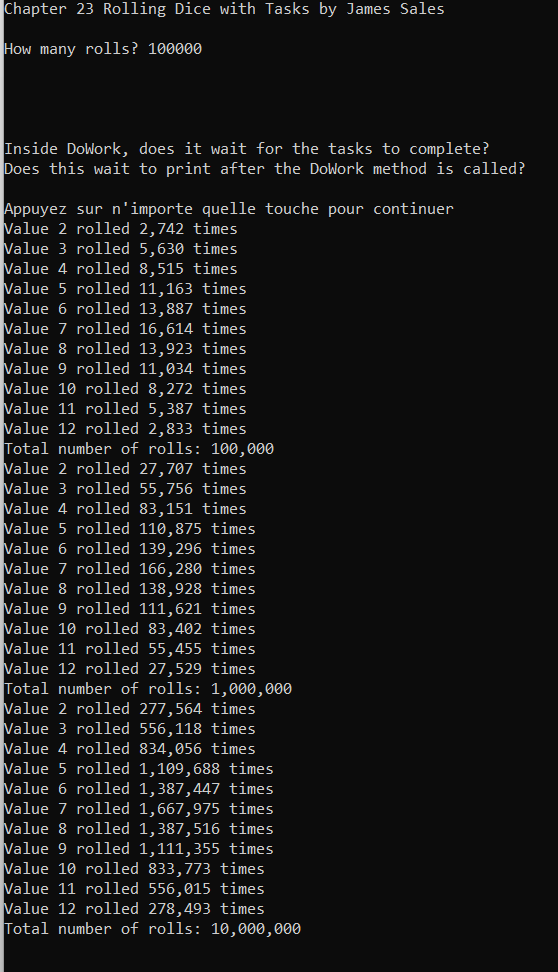 Chapter 23 Rolling Dice with Tasks by James Sales
How many rolls? 100000
Inside DoWork, does it wait for the tasks to complete?
Does this wait to print after the DoWork method is called?
Appuyez sur n'importe quelle touche pour continuer
Value 2 rolled 2,742 times
Value 3 rolled 5,630 times
Value 4 rolled 8,515 times
Value 5 rolled 11,163 times
Value 6 rolled 13,887 times
Value 7 rolled 16,614 times
Value 8 rolled 13,923 times
Value 9 rolled 11,034 times
Value 10 rolled 8,272 times
Value 11 rolled 5,387 times
Value 12 rolled 2,833 times
Total number of rolls: 100,000
Value 2 rolled 27,707 times
Value 3 rolled 55,756 times
Value 4 rolled 83,151 times
Value 5 rolled 110,875 times
Value 6 rolled 139,296 times
Value 7 rolled 166,280 times
Value 8 rolled 138,928 times
Value 9 rolled 111,621 times
Value 10 rolled 83,402 times
Value 11 rolled 55,455 times
Value 12 rolled 27,529 times
Total number of rolls: 1,000,000
Value 2 rolled 277,564 times
Value 3 rolled 556,118 times
Value 4 rolled 834,056 times
Value 5 rolled 1,109,688 times
Value 6 rolled 1,387,447 times
Value 7 rolled 1,667,975 times
Value 8 rolled 1,387,516 times
Value 9 rolled 1,111,355 times
Value 10 rolled 833,773 times
Value 11 rolled 556,015 times
Value 12 rolled 278,493 times
Total number of rolls: 10,000,000